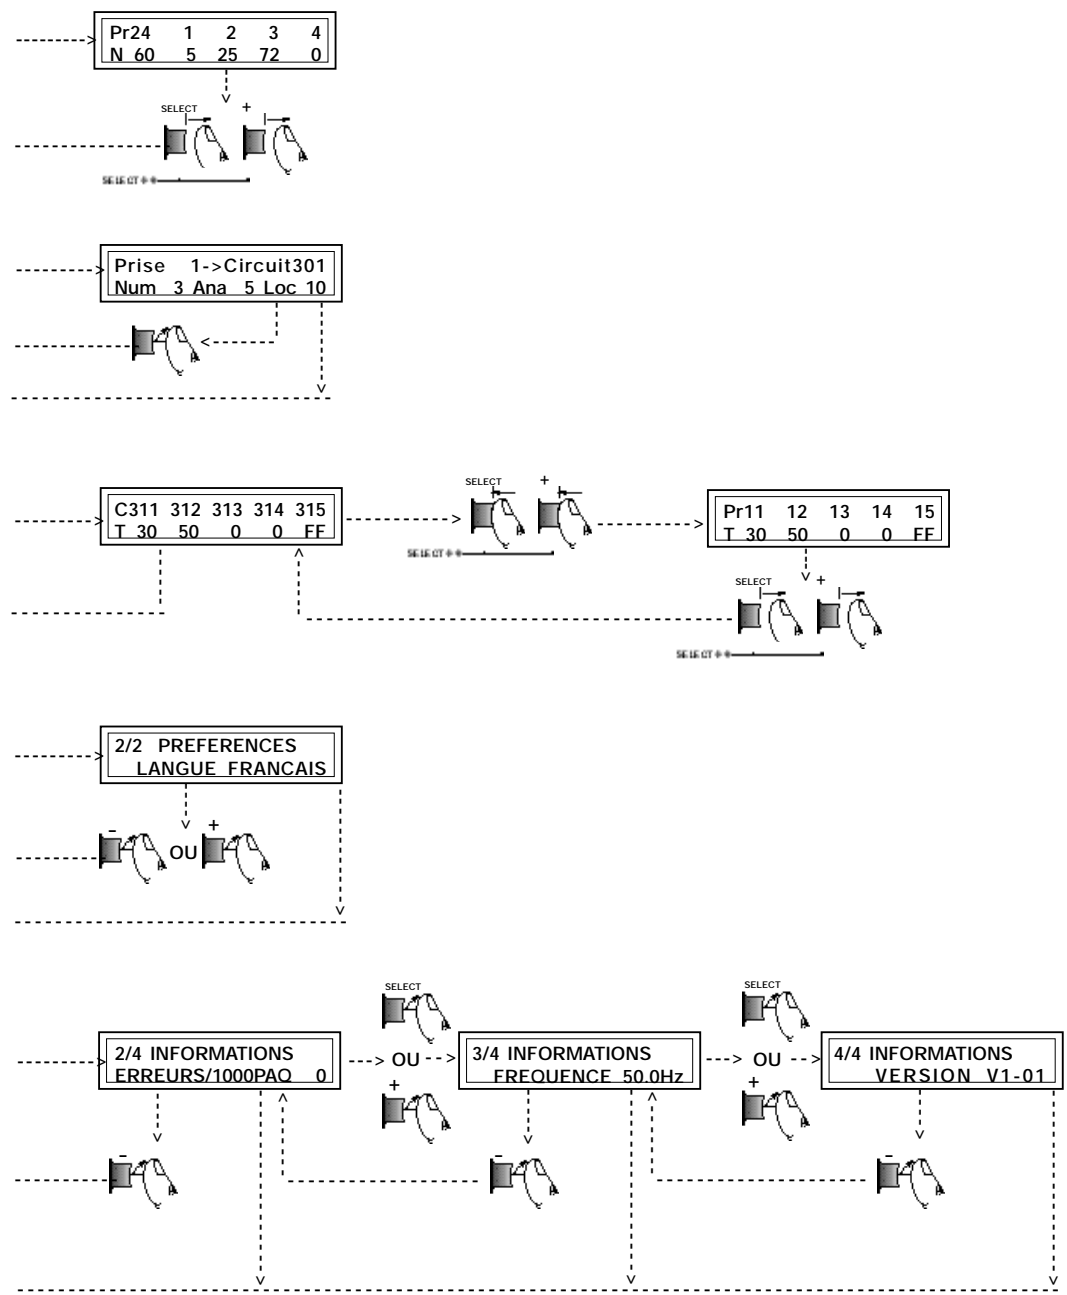 Pr24 1 2 3 4
N 60 5 25 72 0
SELECT +
SELECT++
Prise 1->Circuit301
Num 3 Ana 5 Loc 10
SELECT +
C311 312 313 314 315
T 30 50 0 0 FF
SELECT++
Pr11 12 13 14 15
T 30 50 0 0 FF
SELECT +
SELECT++
2/2 PREFERENCES
LANGUE FRANCAIS
- OU +
SELECT
SELECT
2/4 INFORMATIONS
ERREURS/1000PAQ 0
OU
+
3/4 INFORMATIONS
FREQUENCE 50.0Hz
OU
+
4/4 INFORMATIONS
VERSION V1-01
- - -